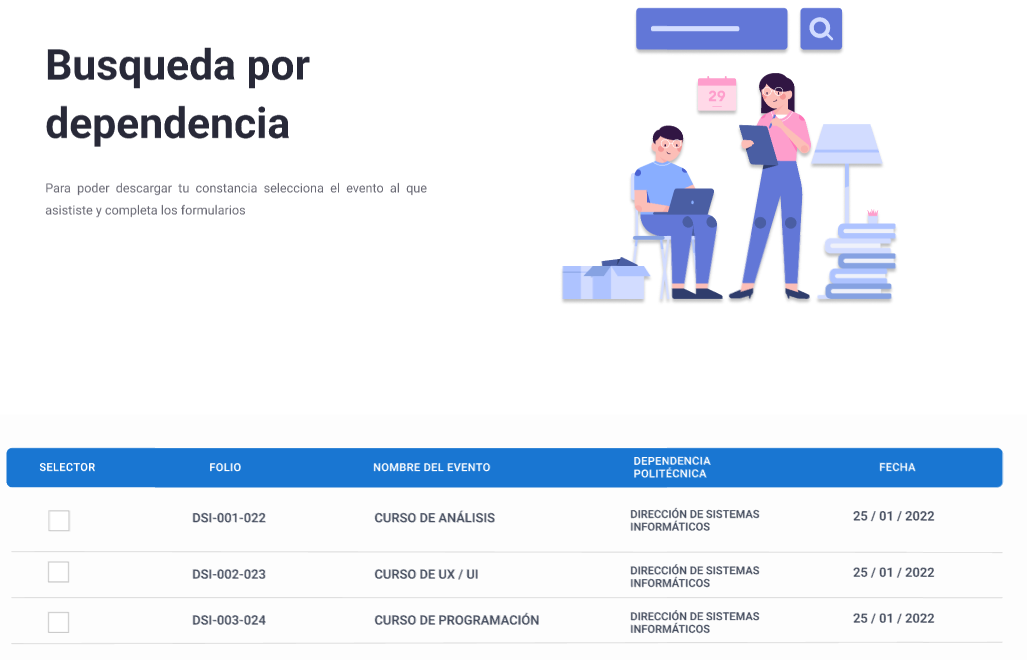 Busqueda por
dependencia
Para poder descargar tu constancia selecciona el evento al que
asististe y completa los formularios
29
SELECTOR FOLIO NOMBRE DEL EVENTO DEPENDENCIA POLITÉCNICA FECHA
DSI-001-022 CURSO DE ANÁLISIS DIRECCIÓN DE SISTEMAS INFORMÁTICOS 25 / 01 / 2022
DSI-002-023 CURSO DE UX / UI DIRECCIÓN DE SISTEMAS INFORMÁTICOS 25 / 01 / 2022
DSI-003-024 CURSO DE PROGRAMACIÓN DIRECCIÓN DE SISTEMAS INFORMÁTICOS 25 / 01 / 2022